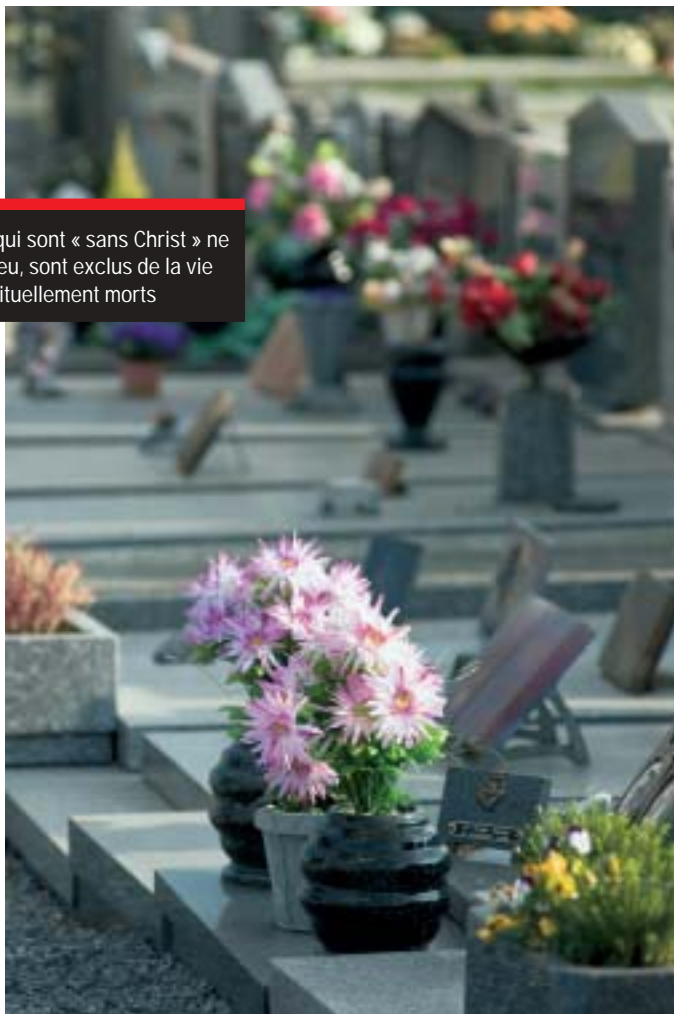 qui sont « sans Christ » ne
eu, sont exclus de la vie
ituellement morts